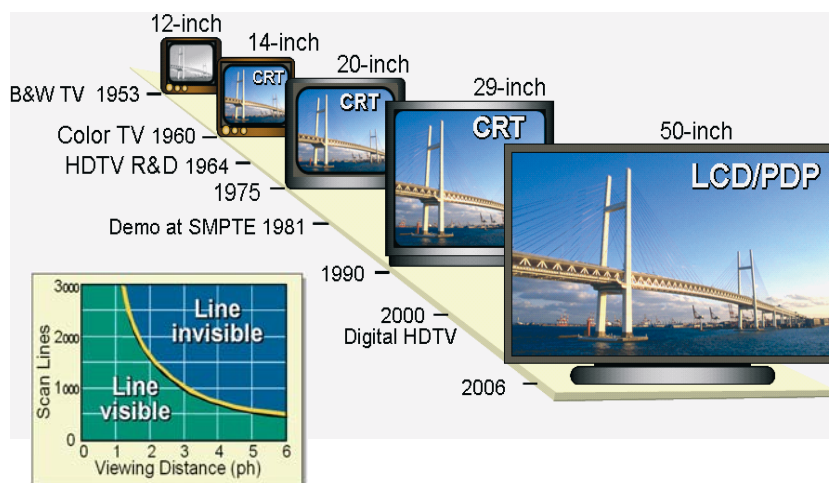 12-inch
14-inch
20-inch
29-inch
50-inch
CRT
CRT
CRT
LCD/PDP
B&W TV 1953
Color TV 1960
HDTV R&D 1964
1975
Demo at SMPTE 1981
1990
2000
Digital HDTV
2006
3000
2000
1000
0
Scan Lines
Line
invisible
Line
visible
0 1 2 3 4 5 6
Viewing Distance (ph)